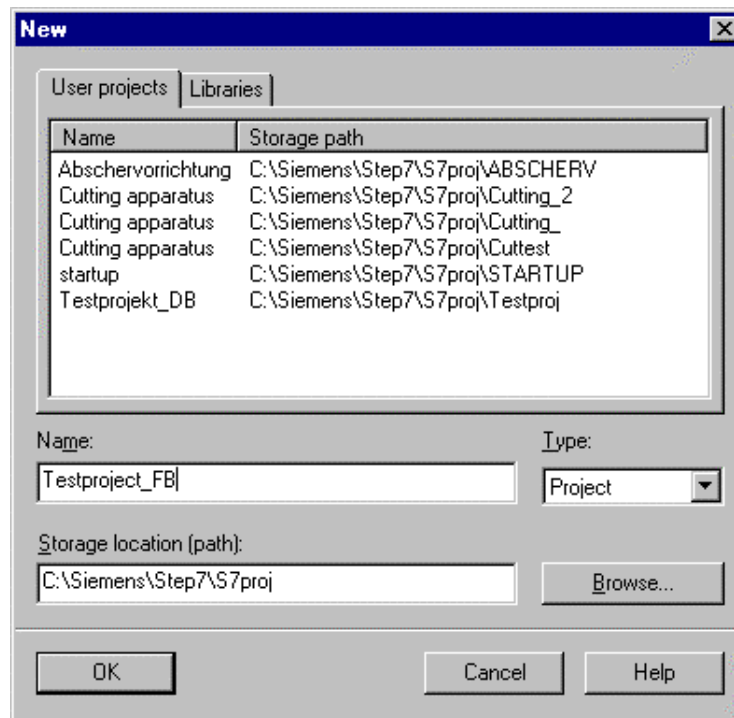 New
User projects Libraries
Name Storage path
Abschervorrichtung C:\Siemens\Step7\S7proj\ABSCHERV
Cutting apparatus C:\Siemens\Step7\S7proj\Cutting_2
Cutting apparatus C:\Siemens\Step7\S7proj\Cutting_
Cutting apparatus C:\Siemens\Step7\S7proj\Cuttest
startup C:\Siemens\Step7\S7proj\STARTUP
Testprojekt_DB C:\Siemens\Step7\S7proj\Testproj
Name: Type:
Testproject_FB Project
Storage location (path):
C:\Siemens\Step7\S7proj Browse...
OK Cancel Help